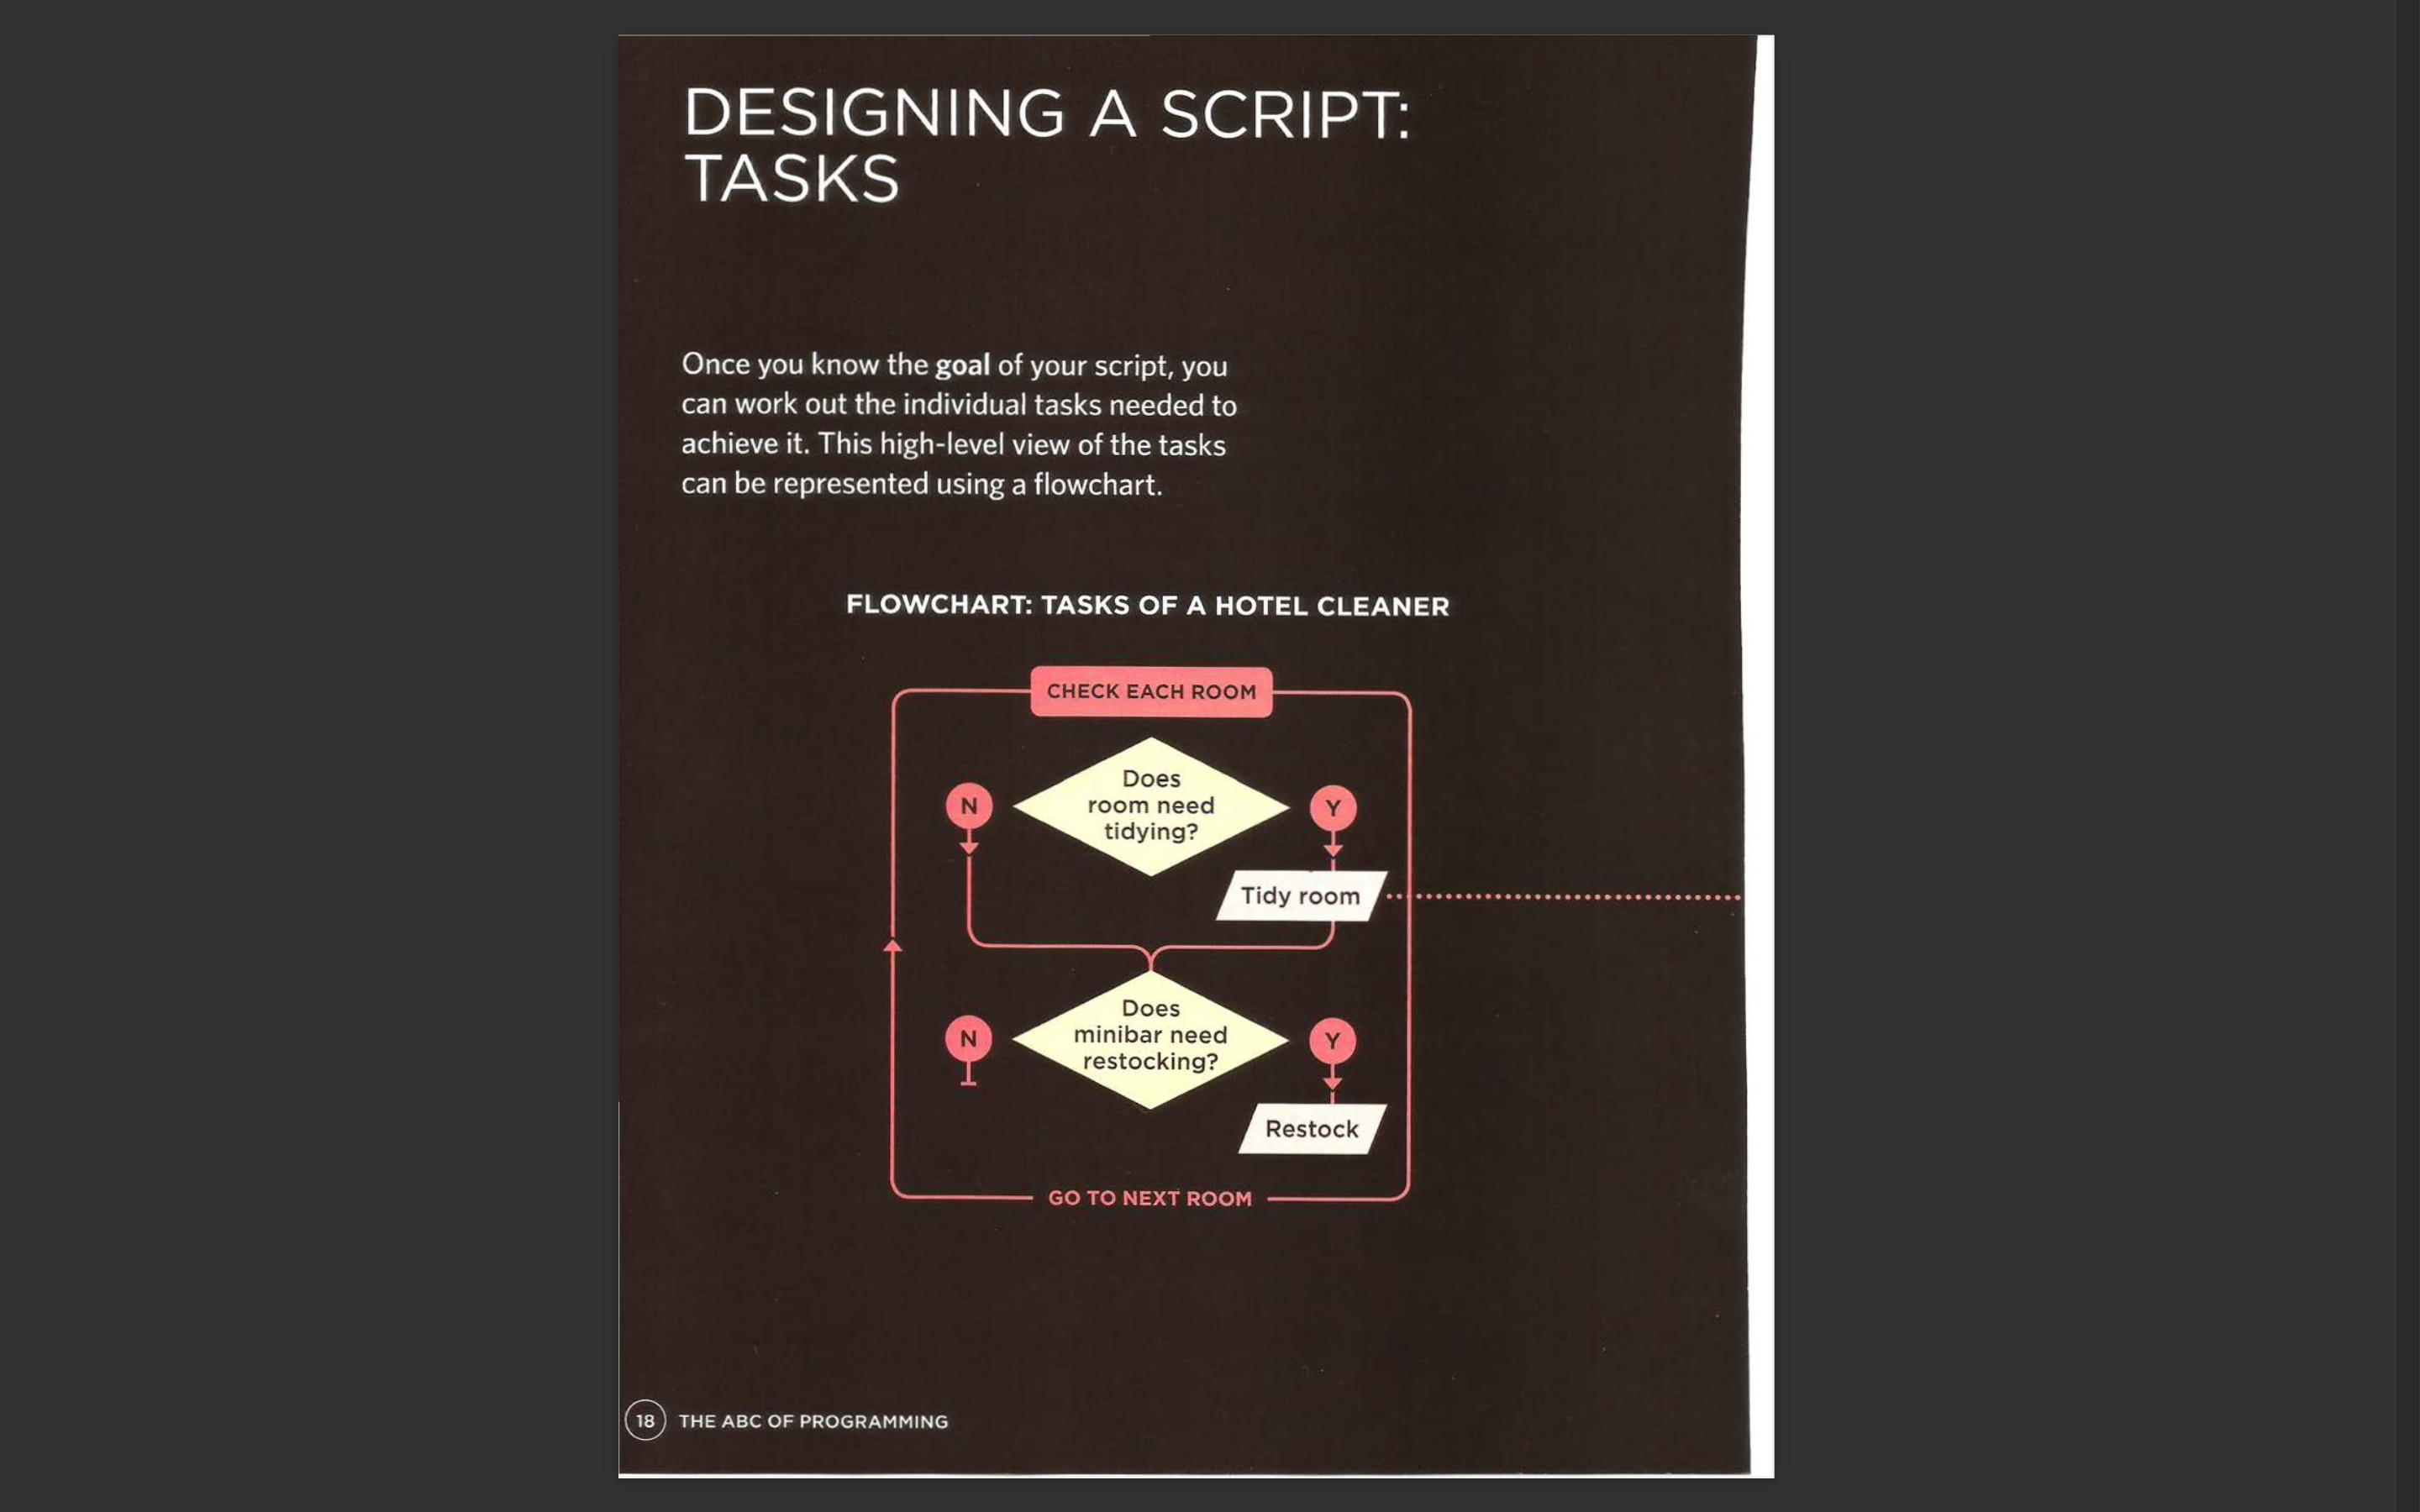 DESIGNING A SCRIPT:
TASKS
Once you know the goal of your script, you
can work out the individual tasks needed to
achieve it. This high-level view of the tasks
can be represented using a flowchart.
FLOWCHART: TASKS OF A HOTEL CLEANER
CHECK EACH ROOM
Does
room need
tidying?
N
Y
Tidy room
Does
minibar need
restocking?
N
Y
Restock
GO TO NEXT ROOM
18 THE ABC OF PROGRAMMING